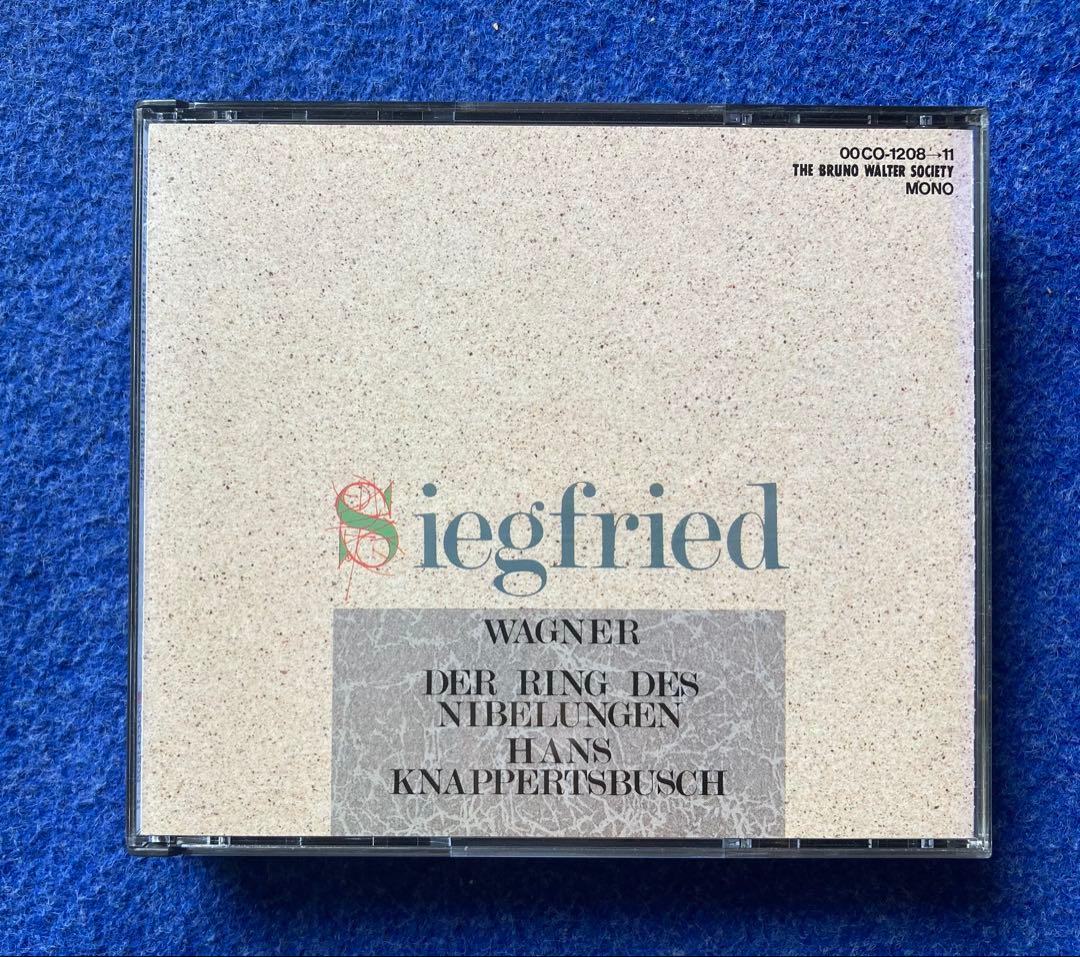 00CO-1208→11
THE BRUNO WALTER SOCIETY
MONO
Siegfried
WAGNER
DER RING DES
NIBELUNGEN
HANS
KNAPPERTSBUSCH